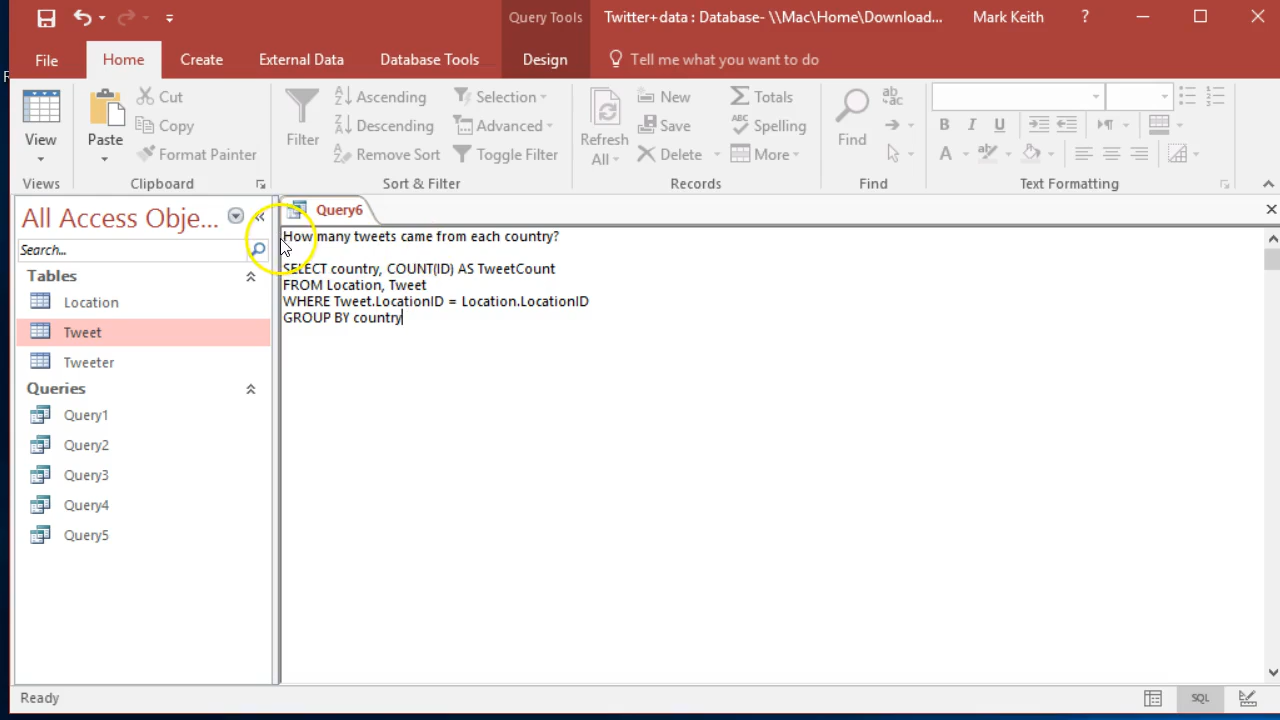 Query Tools
Twitter+data : Database- \\Mac\Home\Download...
Mark Keith
?
File
Home
Create
External Data
Database Tools
Design
Tell me what you want to do
View
Paste
Cut
Copy
Format Painter
Filter
Ascending
Descending
Remove Sort
Selection
Advanced
Toggle Filter
Refresh
All
New
Save
Delete
Totals
Spelling
More
Find
Views
Clipboard
Sort & Filter
Records
Find
Text Formatting
All Access Obje...
Search...
Tables
Location
Tweet
Tweeter
Queries
Query1
Query2
Query3
Query4
Query5
Query6
How many tweets came from each country?
SELECT country, COUNT(ID) AS TweetCount
FROM Location, Tweet
WHERE Tweet.LocationID = Location.LocationID
GROUP BY country
Ready
SQL